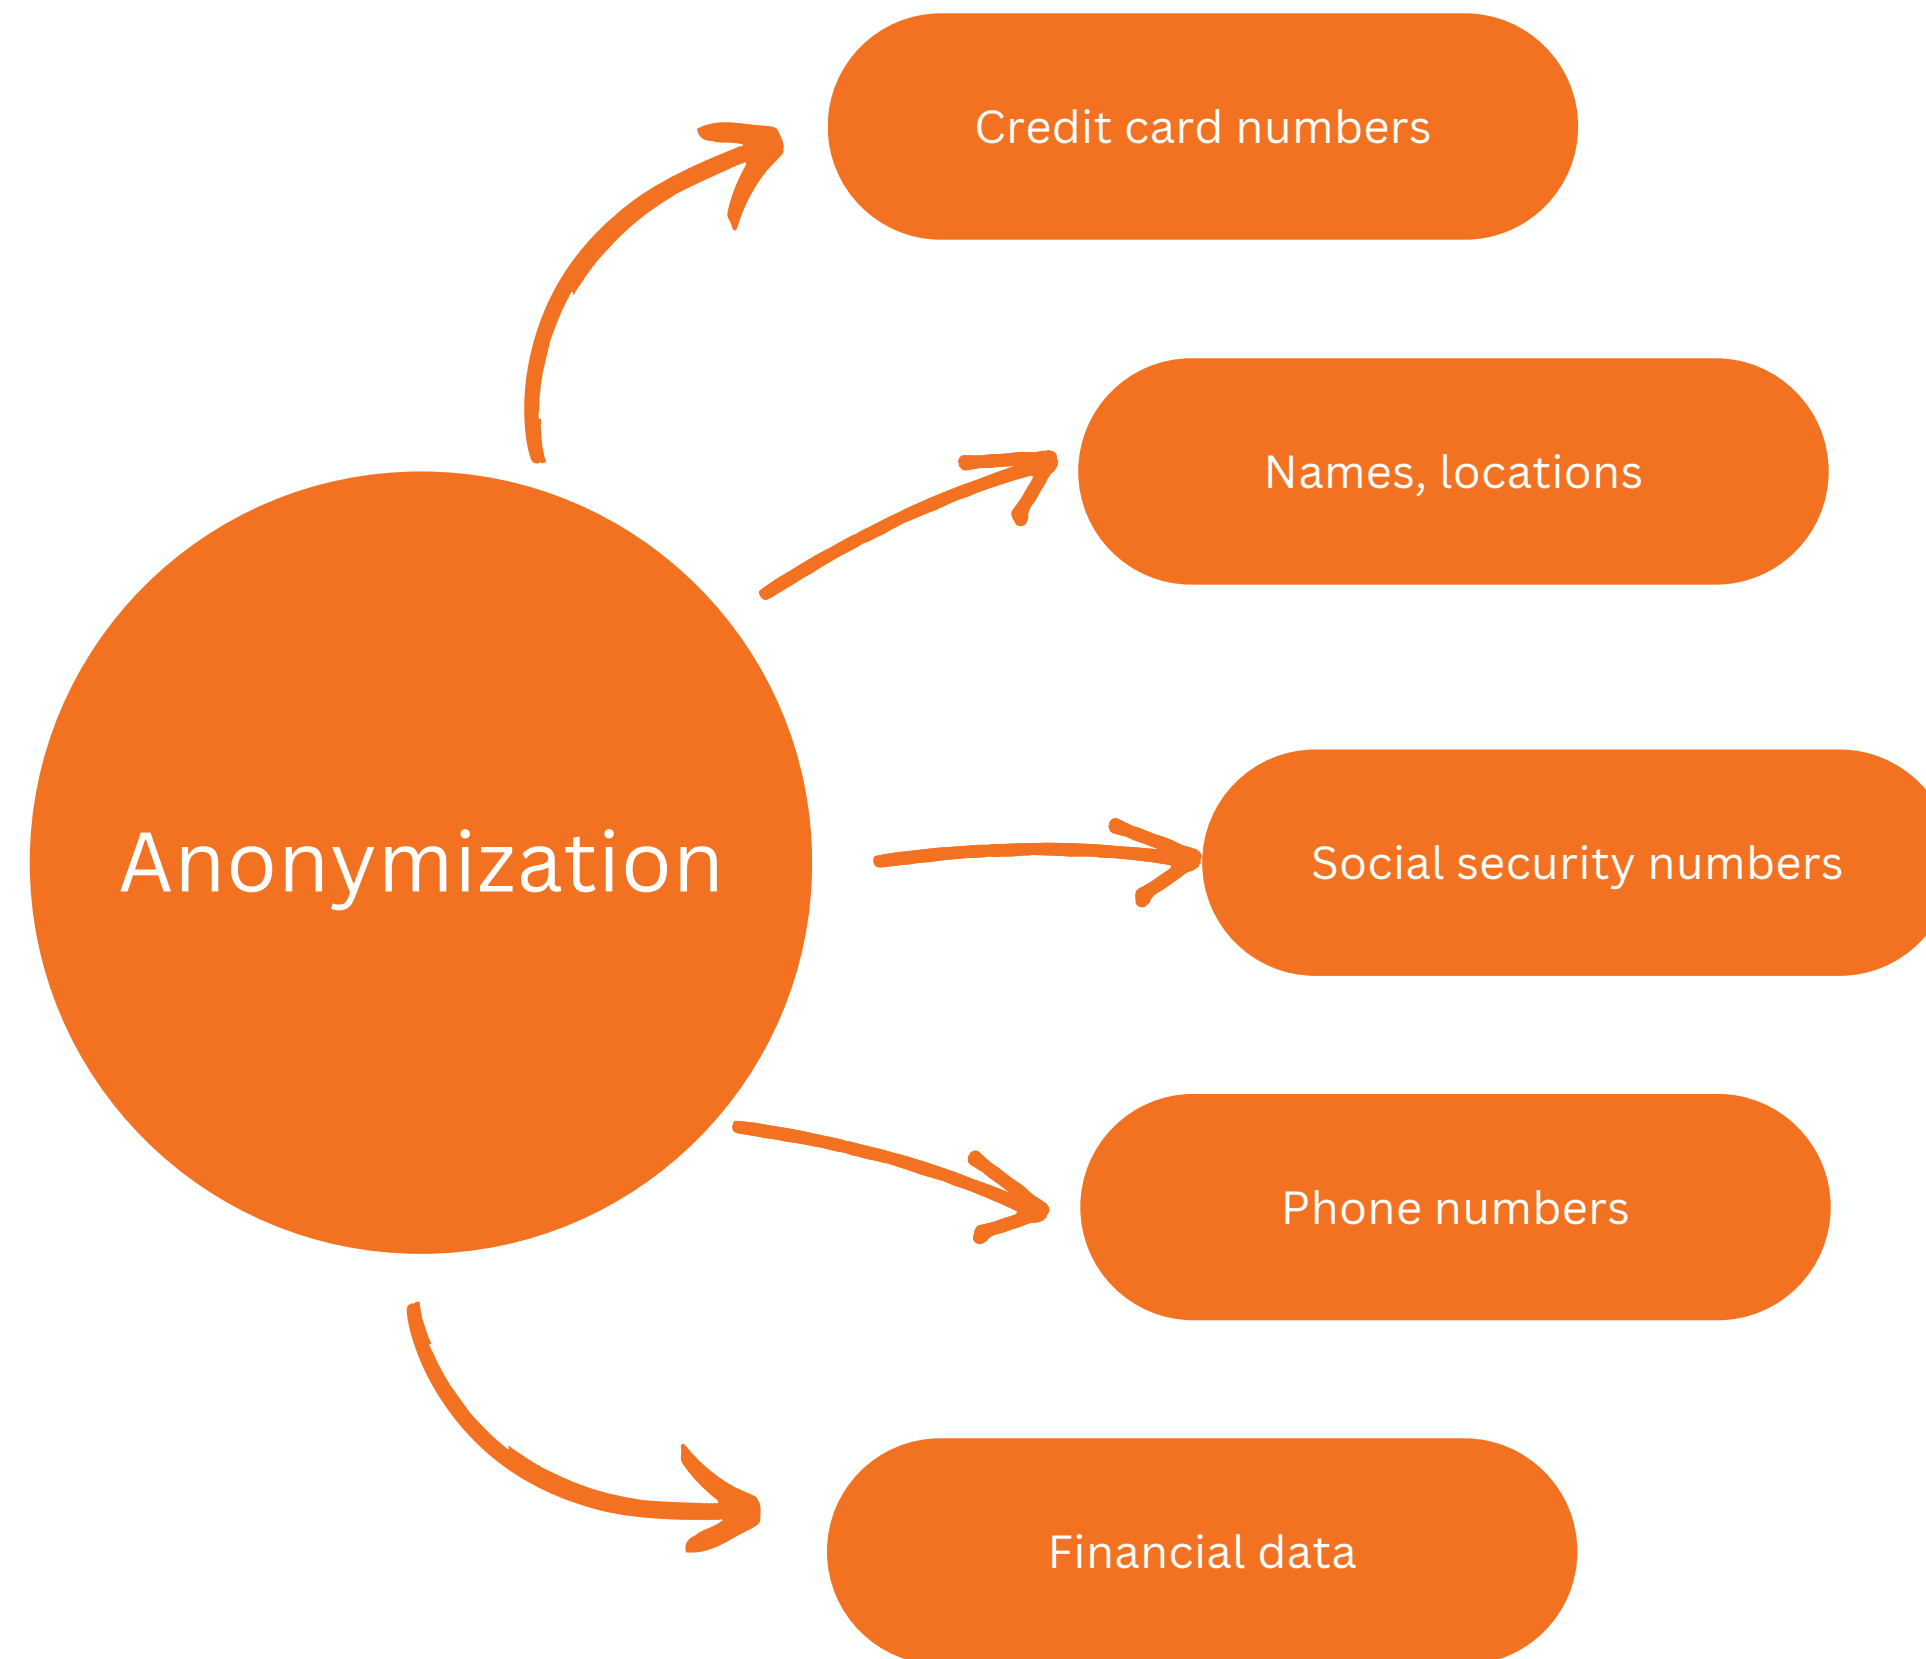 Credit card numbers
Names, locations
Anonymization
Social security numbers
Phone numbers
Financial data